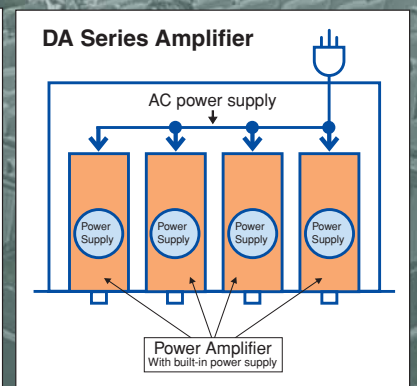 DA Series Amplifier
AC power supply
Power
Supply
Power
Supply
Power
Supply
Power
Supply
Power Amplifier
With built-in power supply